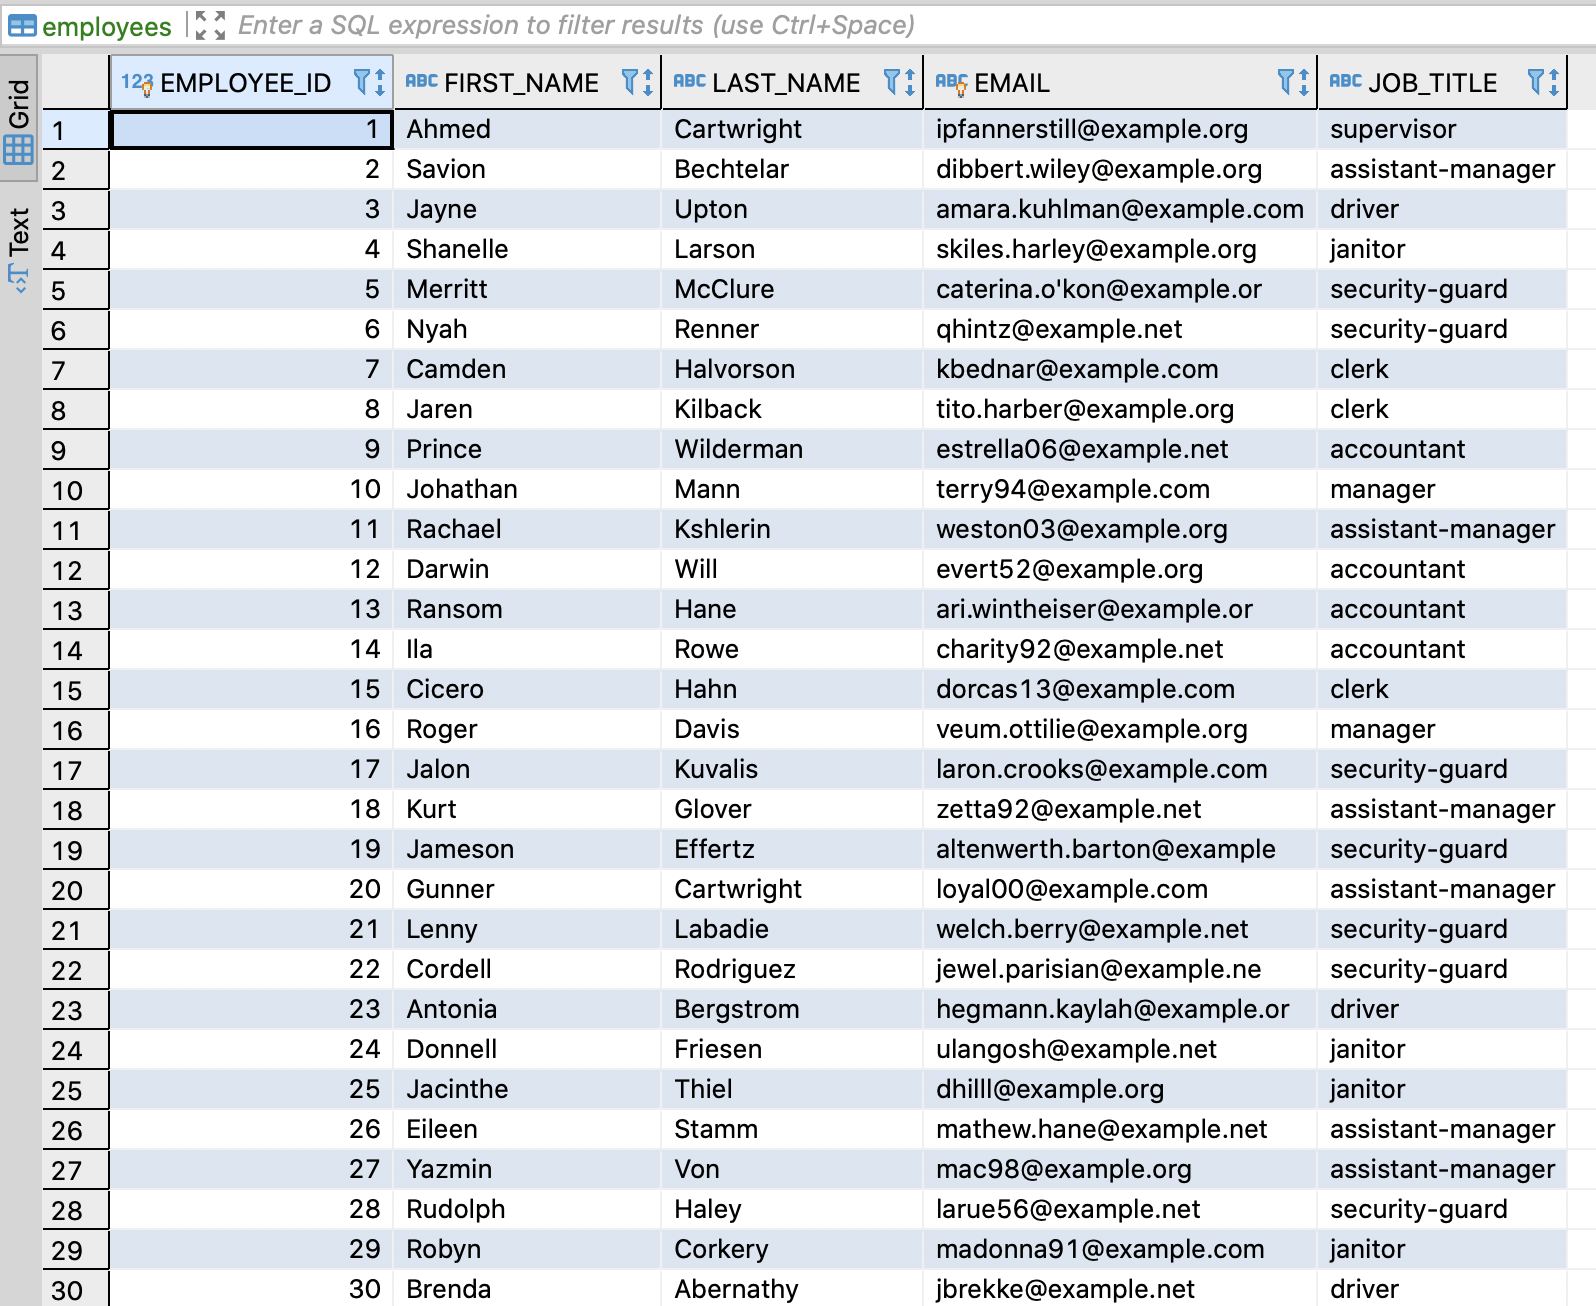 employees Enter a SQL expression to filter results (use Ctrl+Space)
Grid
Text
123 EMPLOYEE_ID ABC FIRST_NAME ABC LAST_NAME ABC EMAIL ABC JOB_TITLE
1 1 Ahmed Cartwright ipfannerstill@example.org supervisor
2 2 Savion Bechtelar dibbert.wiley@example.org assistant-manager
3 3 Jayne Upton amara.kuhlman@example.com driver
4 4 Shanelle Larson skiles.harley@example.org janitor
5 5 Merritt McClure caterina.o'kon@example.or security-guard
6 6 Nyah Renner qhintz@example.net security-guard
7 7 Camden Halvorson kbednar@example.com clerk
8 8 Jaren Kilback tito.harber@example.org clerk
9 9 Prince Wilderman estrella06@example.net accountant
10 10 Johathan Mann terry94@example.com manager
11 11 Rachael Kshlerin weston03@example.org assistant-manager
12 12 Darwin Will evert52@example.org accountant
13 13 Ransom Hane ari.wintheiser@example.or accountant
14 14 Ila Rowe charity92@example.net accountant
15 15 Cicero Hahn dorcas13@example.com clerk
16 16 Roger Davis veum.ottilie@example.org manager
17 17 Jalon Kuvalis laron.crooks@example.com security-guard
18 18 Kurt Glover zetta92@example.net assistant-manager
19 19 Jameson Effertz altenwerth.barton@example security-guard
20 20 Gunner Cartwright loyal00@example.com assistant-manager
21 21 Lenny Labadie welch.berry@example.net security-guard
22 22 Cordell Rodriguez jewel.parisian@example.ne security-guard
23 23 Antonia Bergstrom hegmann.kaylah@example.or driver
24 24 Donnell Friesen ulangosh@example.net janitor
25 25 Jacinthe Thiel dhilll@example.org janitor
26 26 Eileen Stamm mathew.hane@example.net assistant-manager
27 27 Yazmin Von mac98@example.org assistant-manager
28 28 Rudolph Haley larue56@example.net security-guard
29 29 Robyn Corkery madonna91@example.com janitor
30 30 Brenda Abernathy jbrekke@example.net driver